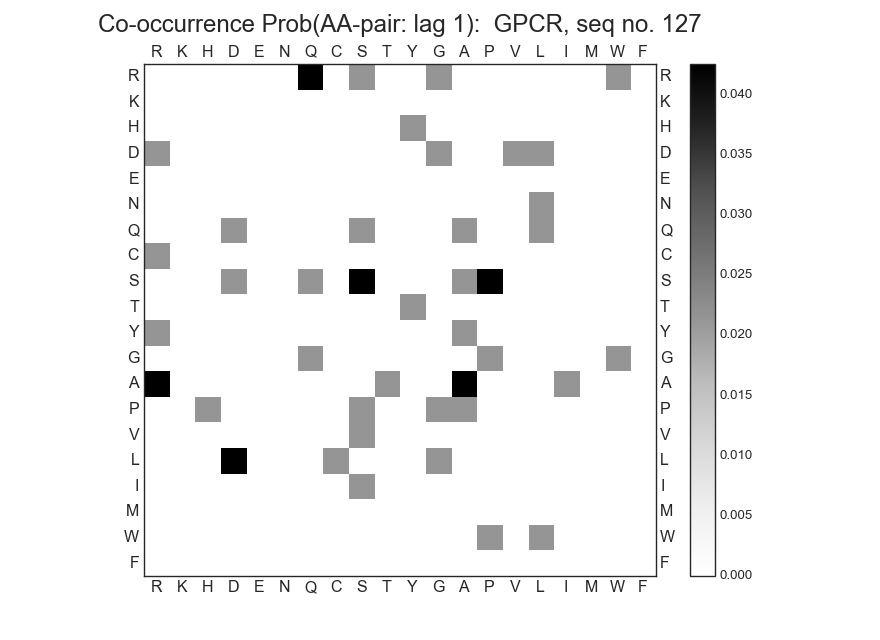 Co-occurrence Prob(AA-pair: lag 1):  GPCR, seq no. 127
R K H D E N Q C S T Y G A P V L I M W F
R R
K K
H H
D D
E E
N N
Q Q
C C
S S
T T
Y Y
G G
A A
P P
V V
L L
I I
M M
W W
F F
R K H D E N Q C S T Y G A P V L I M W F
0.040
0.035
0.030
0.025
0.020
0.015
0.010
0.005
0.000